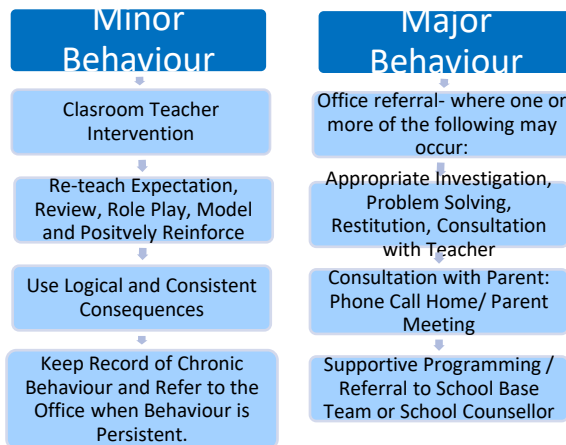 Minor
Behaviour
Clasroom Teacher
Intervention
Re-teach Expectation,
Review, Role Play, Model
and Positvely Reinforce
Use Logical and Consistent
Consequences
Keep Record of Chronic
Behaviour and Refer to the
Office when Behaviour is
Persistent.
Major
Behaviour
Office referral- where one or
more of the following may
occur:
Appropriate Investigation,
Problem Solving,
Restitution, Consultation
with Teacher
Consultation with Parent:
Phone Call Home/ Parent
Meeting
Supportive Programming /
Referral to School Base
Team or School Counsellor